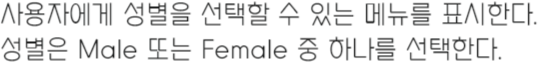 사용자에게 성별을 선택할 수 있는 메뉴를 표시한다.
성별은 Male 또는 Female 중 하나를 선택한다.